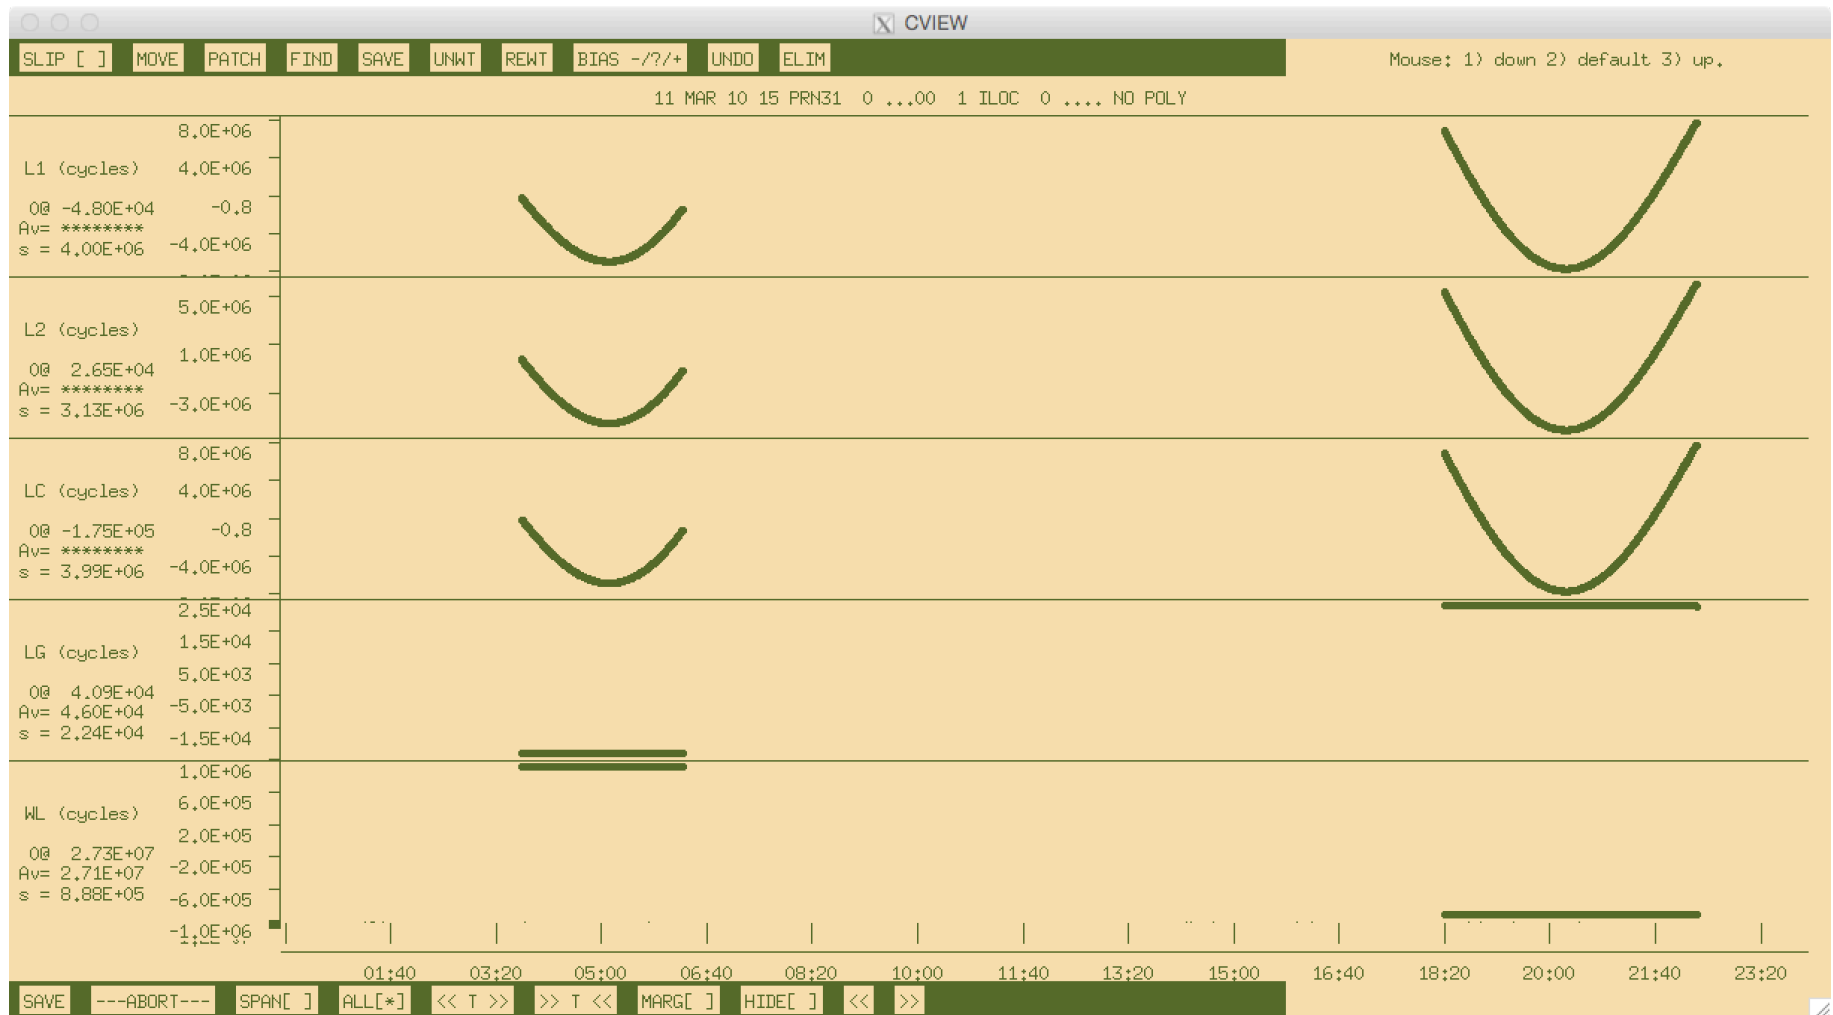 CVIEW
SLIP [ ] MOVE PATCH FIND SAVE UNWT REWT BIAS -/?/+ UNDO ELIM Mouse: 1) down 2) default 3) up.
11 MAR 10 15 PRN31 0 ...00 1 ILOC 0 .... NO POLY
8.0E+06
L1 (cycles) 4.0E+06
0@ -4.80E+04 -0.8
Av= ********
s = 4.00E+06 -4.0E+06
5.0E+06
L2 (cycles)
1.0E+06
0@ 2.65E+04
Av= ********
s = 3.13E+06 -3.0E+06
8.0E+06
LC (cycles) 4.0E+06
0@ -1.75E+05 -0.8
Av= ********
s = 3.99E+06 -4.0E+06
2.5E+04
1.5E+04
LG (cycles)
5.0E+03
0@ 4.09E+04
Av= 4.60E+04 -5.0E+03
s = 2.24E+04 -1.5E+04
1.0E+06
6.0E+05
WL (cycles)
2.0E+05
0@ 2.73E+07
Av= 2.71E+07 -2.0E+05
s = 8.88E+05 -6.0E+05
-1.0E+06
01:40 03:20 05:00 06:40 08:20 10:00 11:40 13:20 15:00 16:40 18:20 20:00 21:40 23:20
SAVE ---ABORT--- SPAN[ ] ALL[*] << T >> >> T << MARG[ ] HIDE[ ] << >>